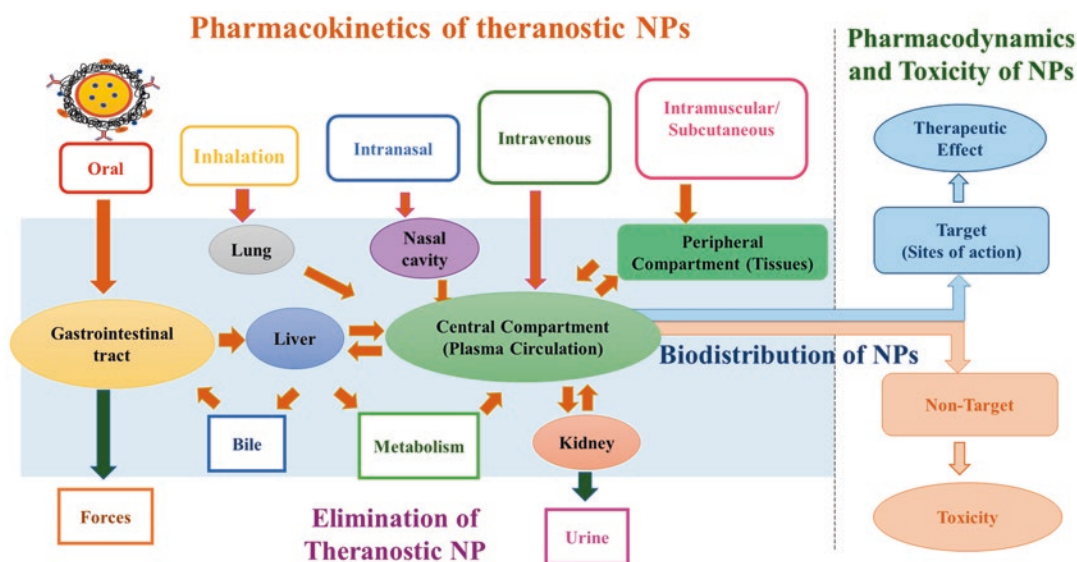 Pharmacokinetics of theranostic NPs
Pharmacodynamics
and Toxicity of NPs
Oral
Inhalation
Intranasal
Intravenous
Intramuscular/
Subcutaneous
Therapeutic
Effect
Lung
Nasal
cavity
Peripheral
Compartment (Tissues)
Target
(Sites of action)
Gastrointestinal
tract
Liver
Central Compartment
(Plasma Circulation)
Biodistribution of NPs
Non-Target
Bile
Metabolism
Kidney
Forces
Elimination of
Theranostic NP
Urine
Toxicity